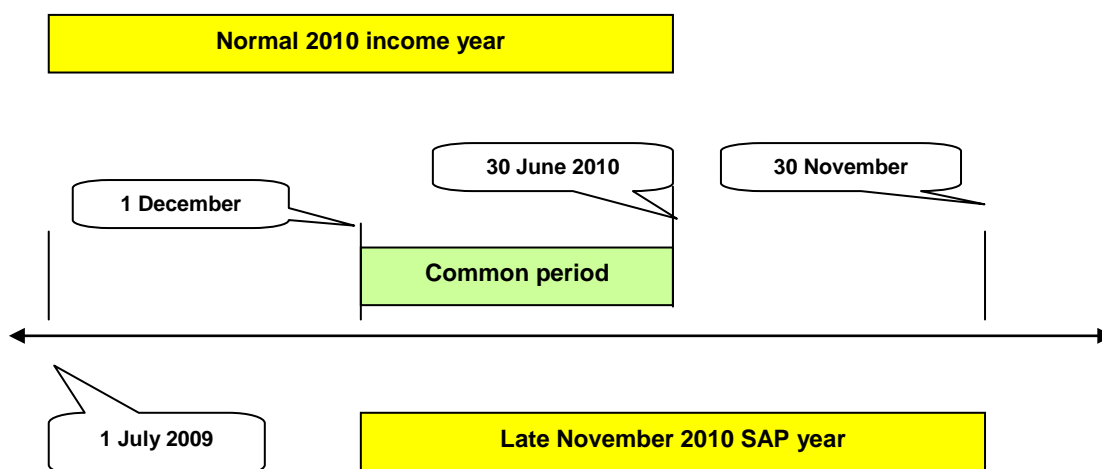 Normal 2010 income year
30 June 2010
30 November
1 December
Common period
1 July 2009
Late November 2010 SAP year